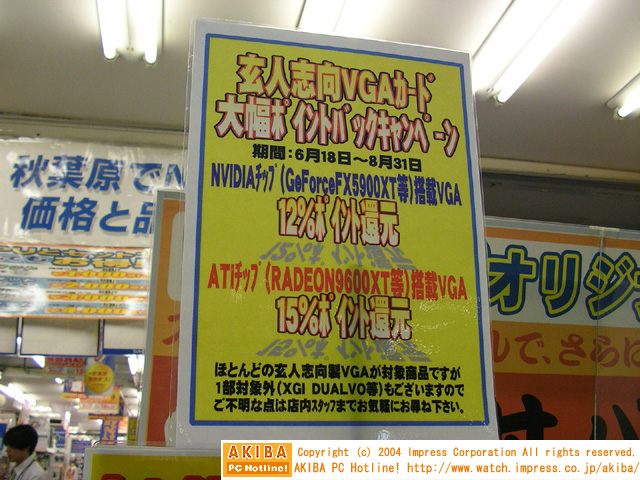 玄人志向VGAカード
大幅ポイントバックキャンペーン
期間：6月18日～8月31日
NVIDIAチップ(GeForceFX5900XT等)搭載VGA
12%ポイント還元
ATIチップ(RADEON9600XT等)搭載VGA
15%ポイント還元
ほとんどの玄人志向製VGAが対象商品ですが
1部対象外(XGI DUALVO等)もございますので
ご不明な点は店内スタッフまでお気軽にお尋ね下さい。
秋葉原でN
価格と品
オリジ
で、さらに
AKIBA
PC Hotline!
Copyright (c) 2004 Impress Corporation All rights reserved.
AKIBA PC Hotline! http://www.watch.impress.co.jp/akiba/